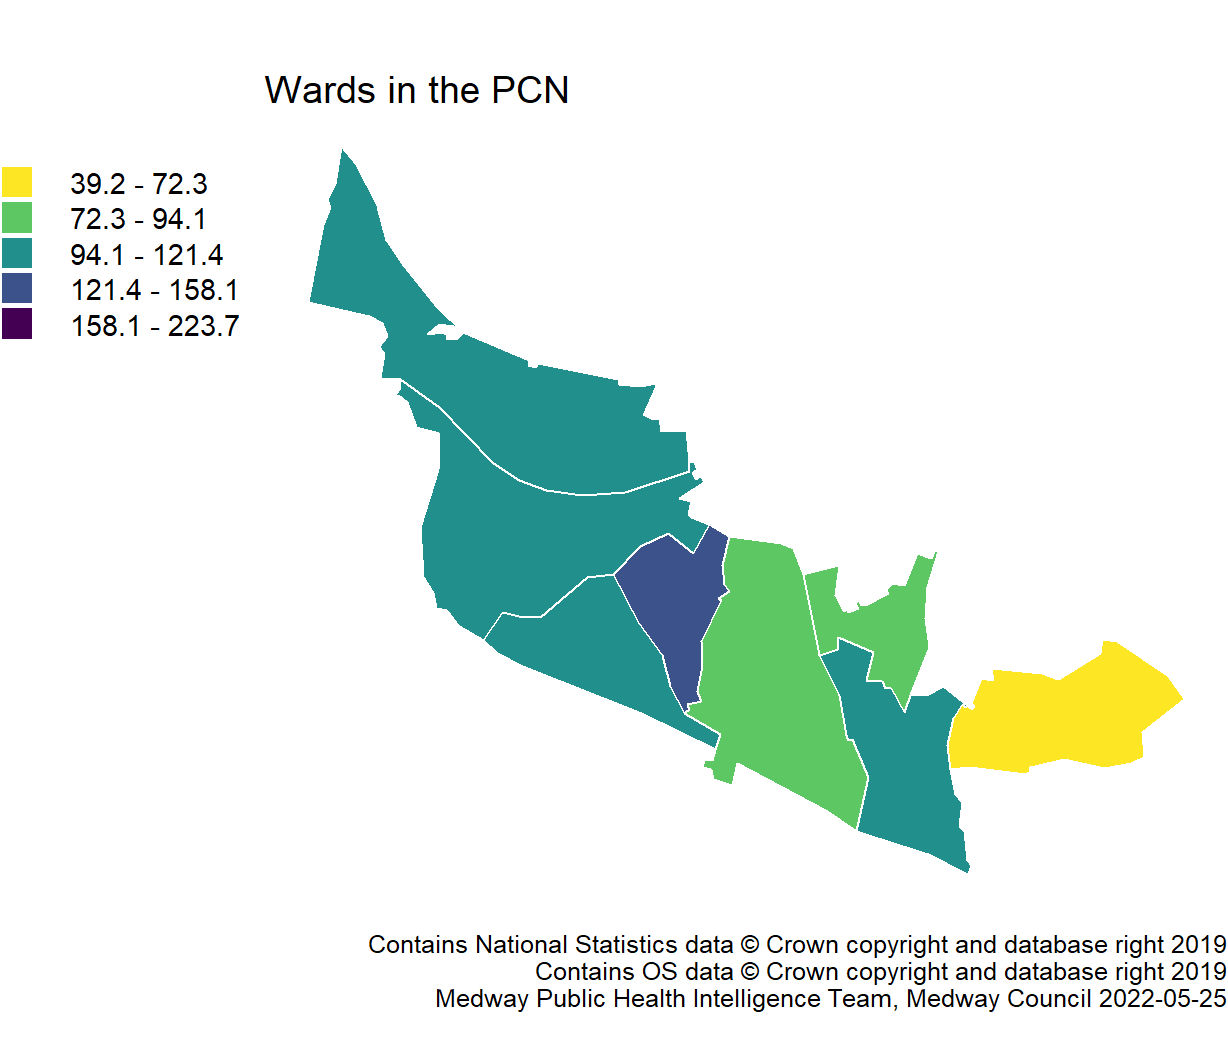 Wards in the PCN
39.2 - 72.3
72.3 - 94.1
94.1 - 121.4
121.4 - 158.1
158.1 - 223.7
Contains National Statistics data © Crown copyright and database right 2019
Contains OS data © Crown copyright and database right 2019
Medway Public Health Intelligence Team, Medway Council 2022-05-25